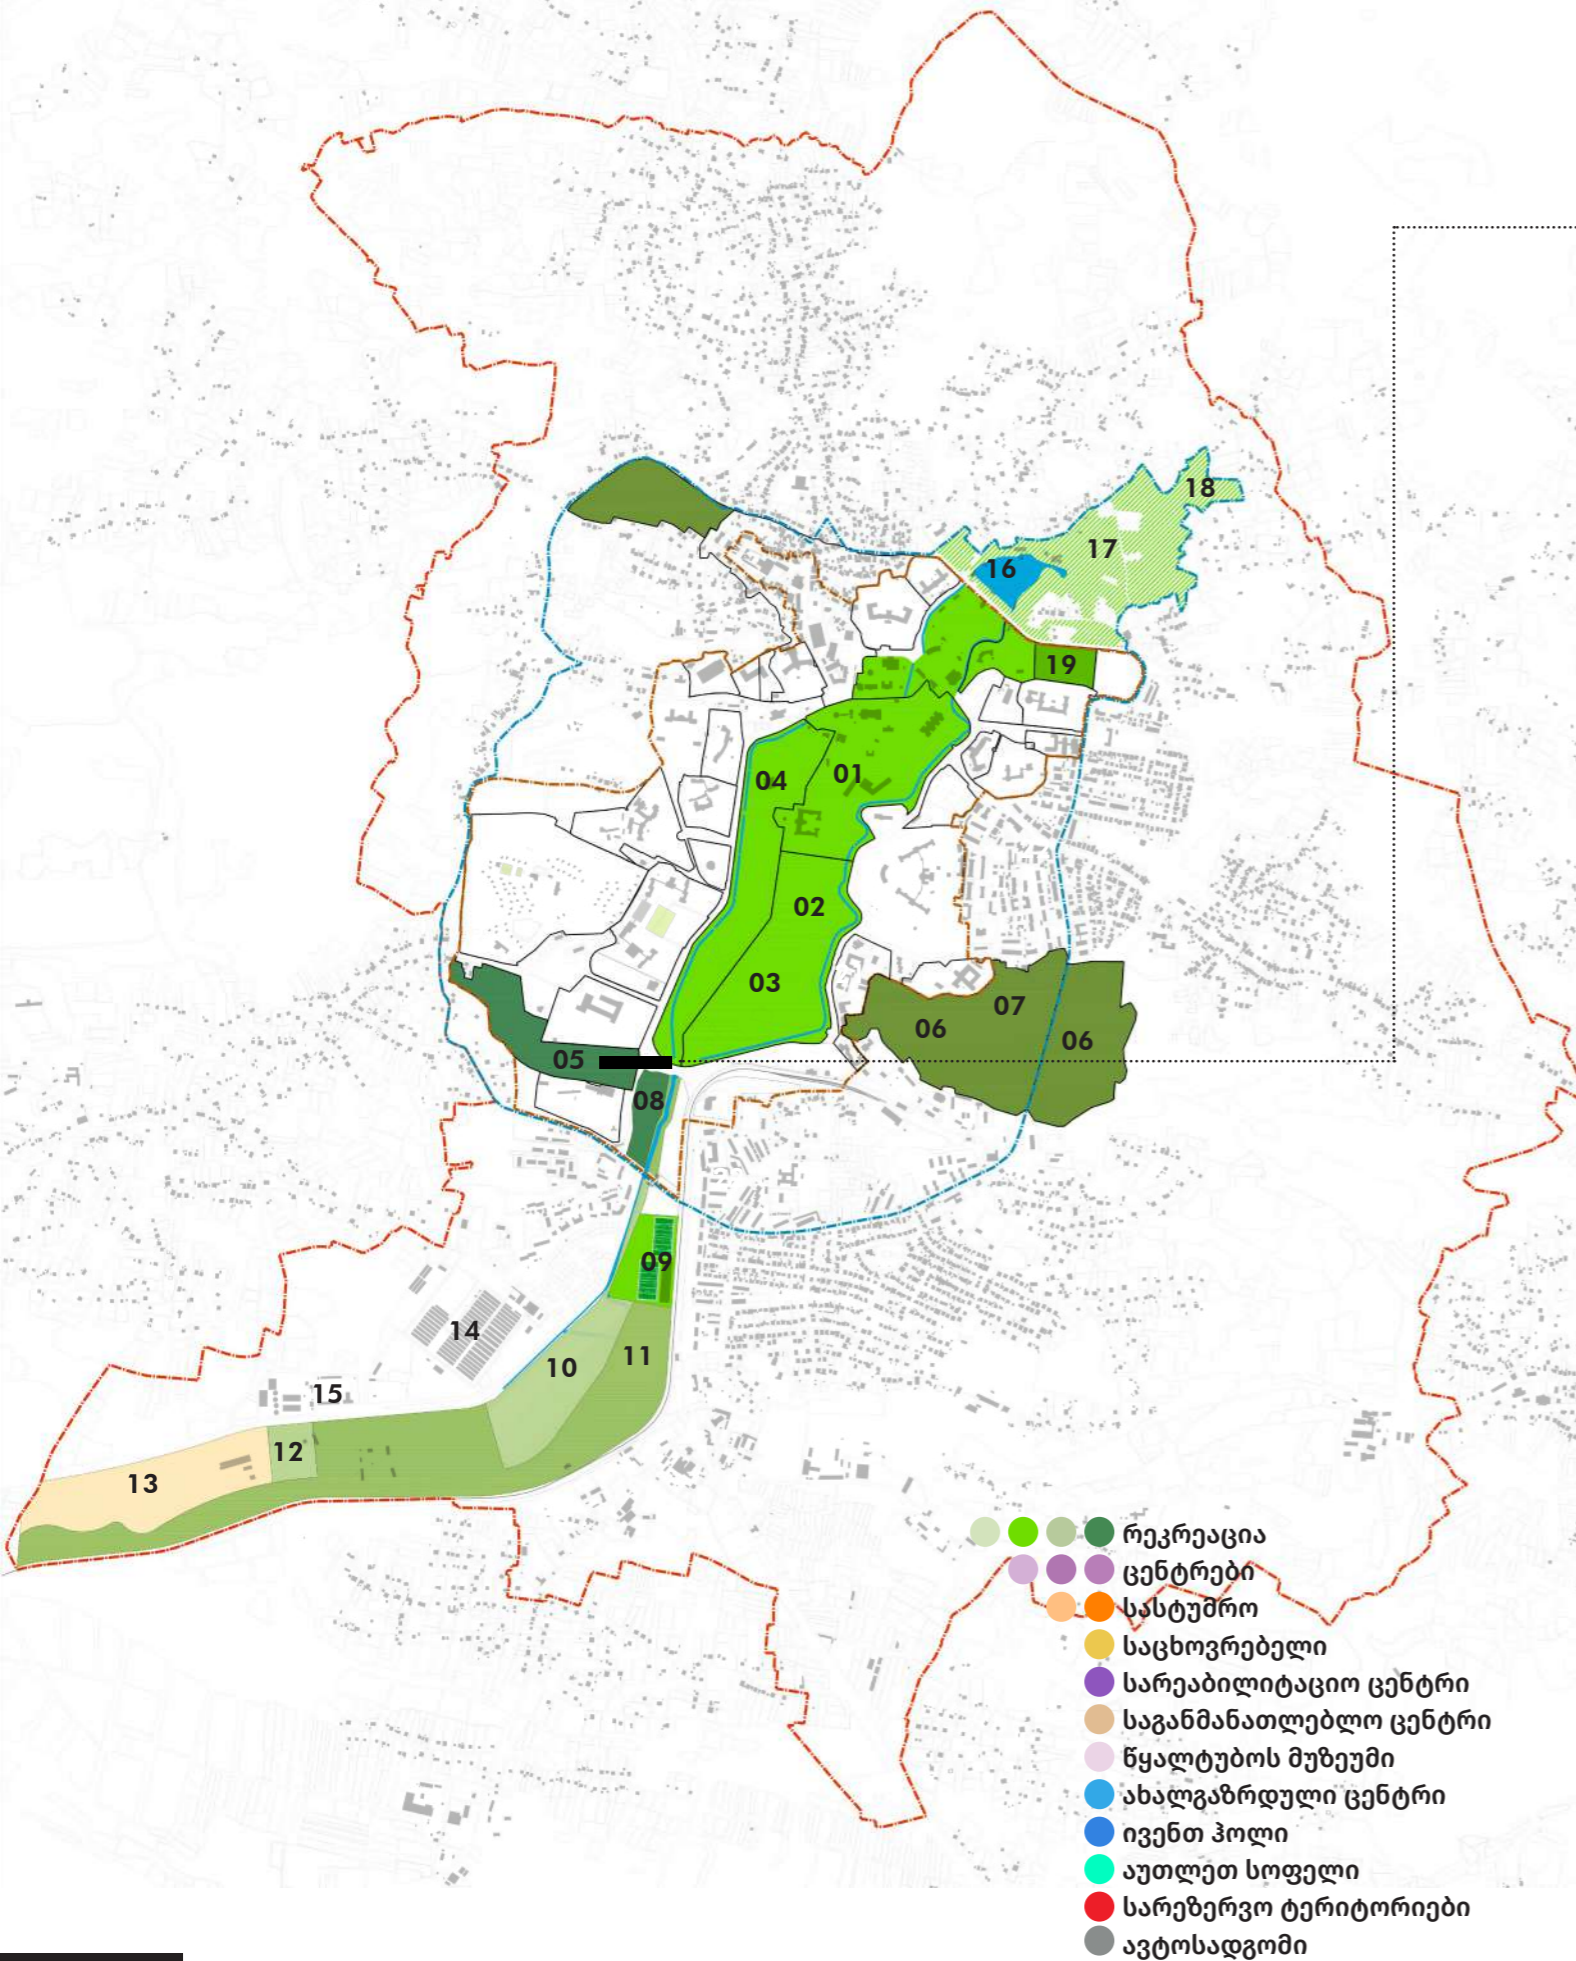 18
17
16
19
04
01
02
03
07
06
06
05
08
09
14
11
10
15
12
13
რეკრეაცია
ცენტრები
სასტუმრო
საცხოვრებელი
სარეაბილიტაციო ცენტრი
საგანმანათლებლო ცენტრი
წყალტუბოს მუზეუმი
ახალგაზრდული ცენტრი
ივენთ ჰოლი
აუთლეთ სოფელი
სარეზერვო ტერიტორიები
ავტოსადგომი